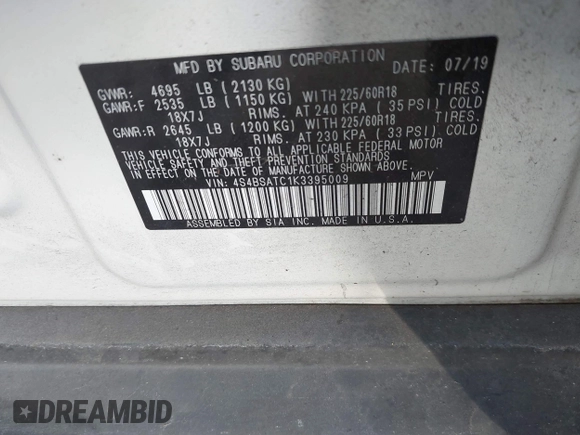 MFD BY SUBARU CORPORATION DATE: 07/19
GVWR: 4695 LB ( 2130 KG)
GAWR:F 2535 LB ( 1150 KG) WITH 225/60R18 TIRES.
18X7J RIMS. AT 240 KPA ( 35 PSI) COLD
GAWR:R 2645 LB ( 1200 KG) WITH 225/60R18 TIRES.
18X7J RIMS. AT 230 KPA ( 33 PSI) COLD
THIS VEHICLE CONFORMS TO ALL APPLICABLE FEDERAL MOTOR
VEHICLE SAFETY AND THEFT PREVENTION STANDARDS
IN EFFECT ON THE DATE OF MANUFACTURE SHOWN ABOVE.
VIN: 4S4BSATC1K3395009 MPV
ASSEMBLED BY SIA INC. MADE IN U.S.A.
DREAMBID